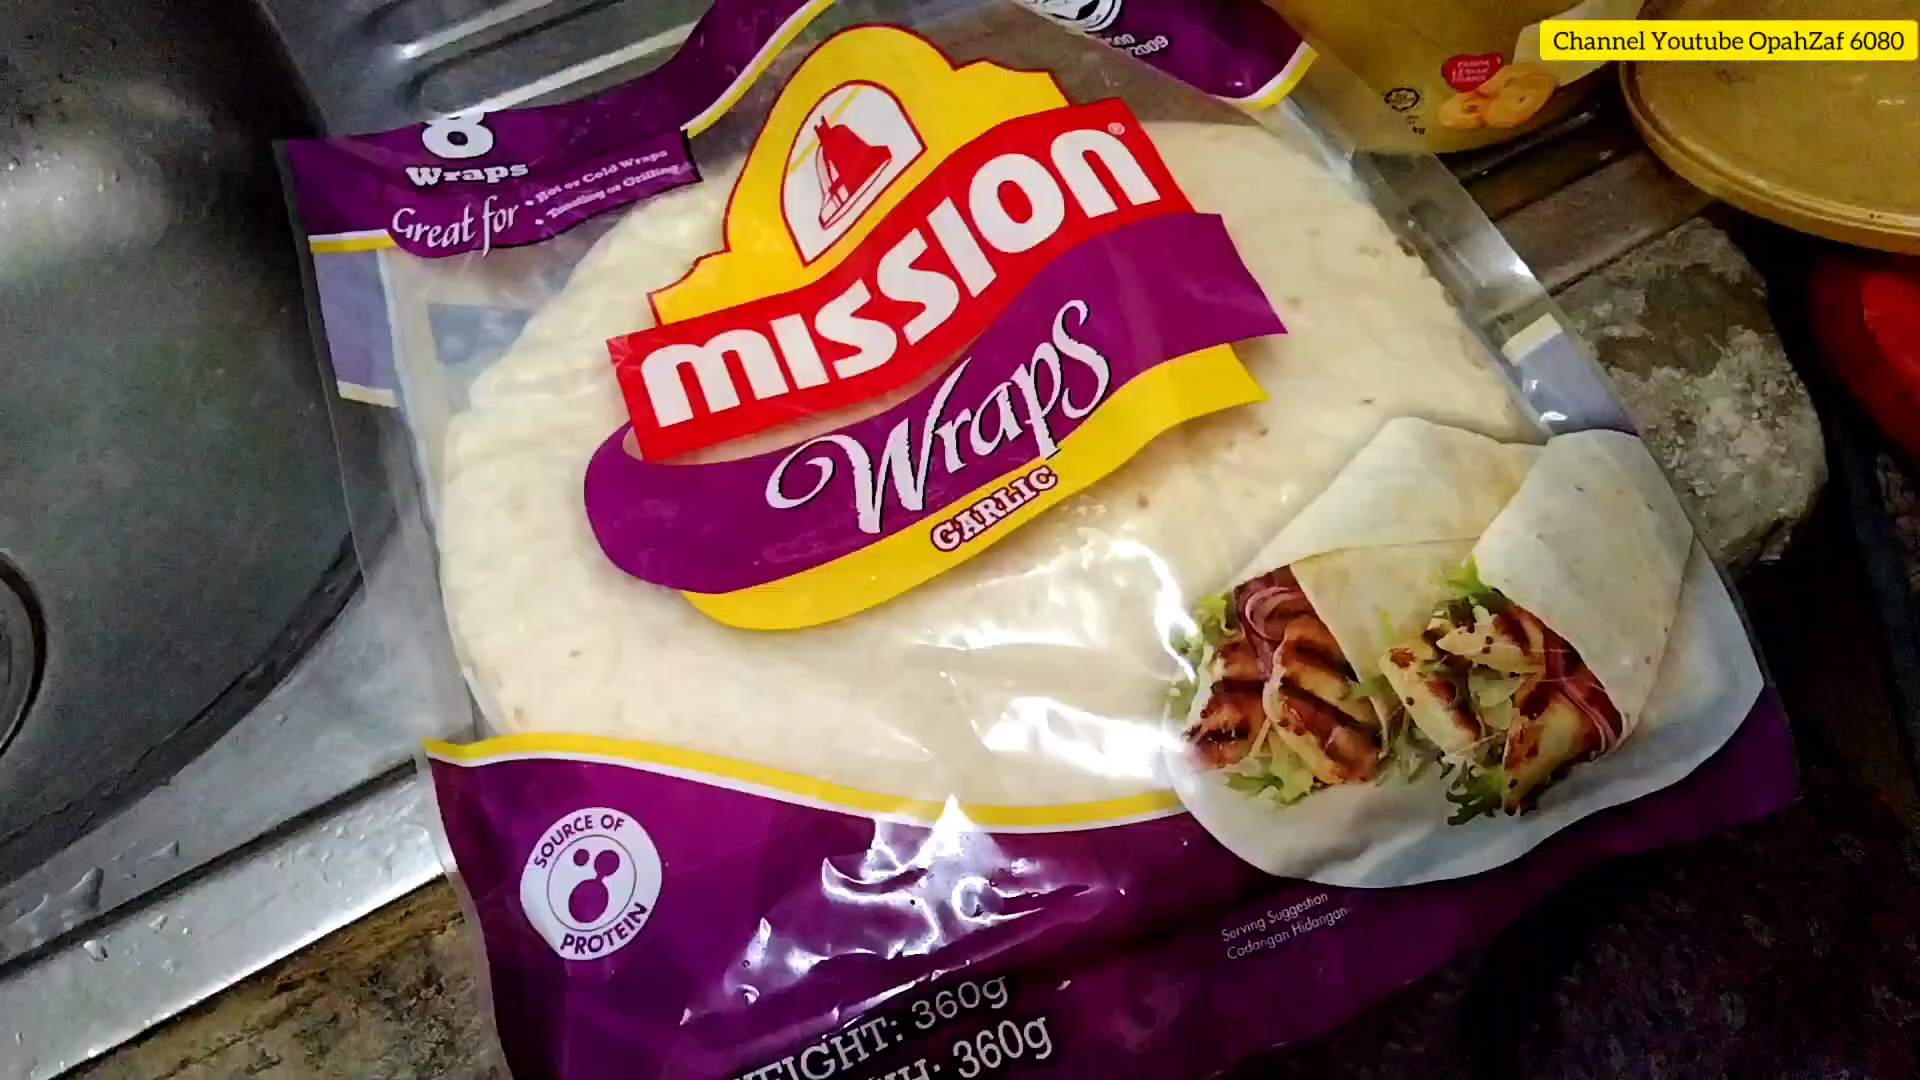 Channel Youtube OpahZaf 6080
8
Wraps
Great for
• Hot or Cold Wraps
• Toasting or Grilling
MISSION®
Wraps
GARLIC
SOURCE OF
PROTEIN
Serving Suggestion
Cadangan Hidangan
360g
360g